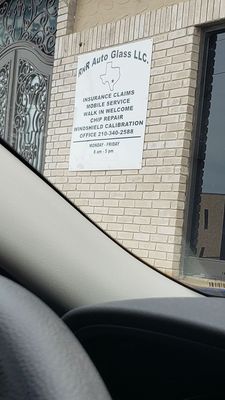 RnR Auto Glass LLC.
INSURANCE CLAIMS
MOBILE SERVICE
WALK IN WELCOME
CHIP REPAIR
WINDSHIELD CALIBRATION
OFFICE 210-340-2588
MONDAY - FRIDAY
8 am - 5 pm